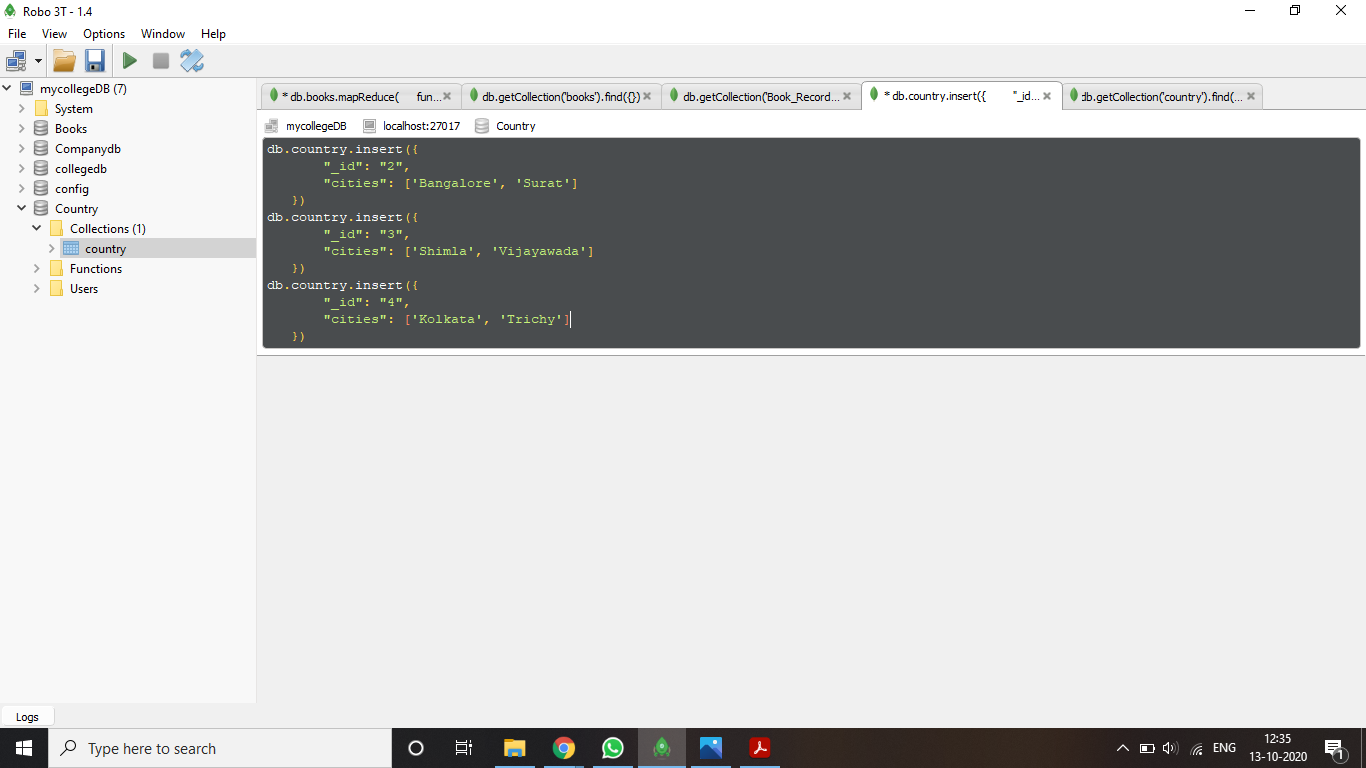 Robo 3T - 1.4
File View Options Window Help
mycollegeDB (7)
System
Books
Companydb
collegedb
config
Country
Collections (1)
country
Functions
Users
* db.books.mapReduce( fun... db.getCollection('books').find({}) db.getCollection('Book_Record... * db.country.insert({ "_id... db.getCollection('country').find(...
mycollegeDB localhost:27017 Country
db.country.insert({
"_id": "2",
"cities": ['Bangalore', 'Surat']
})
db.country.insert({
"_id": "3",
"cities": ['Shimla', 'Vijayawada']
})
db.country.insert({
"_id": "4",
"cities": ['Kolkata', 'Trichy']
})
Logs
Type here to search
ENG
12:35
13-10-2020
1